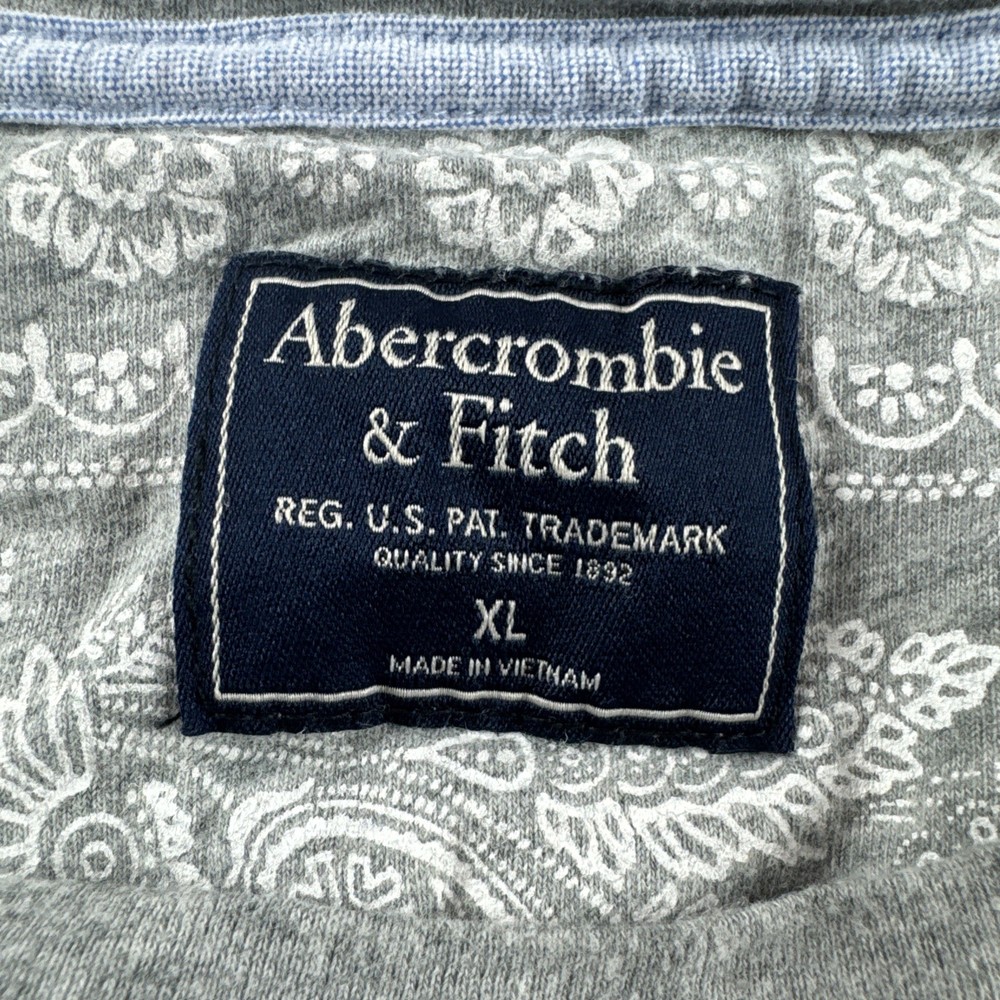 Abercrombie
& Fitch
REG. U.S. PAT. TRADEMARK
QUALITY SINCE 1892
XL
MADE IN VIETNAM